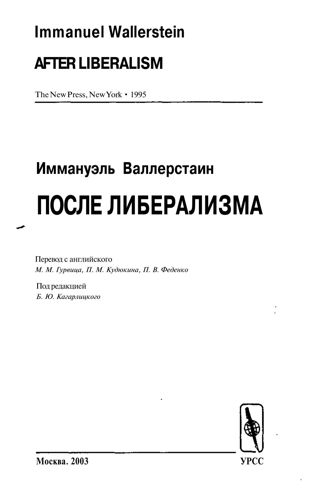 Immanuel Wallerstein
AFTER LIBERALISM
The New Press, New York • 1995
Иммануэль Валлерстайн
ПОСЛЕ ЛИБЕРАЛИЗМА
Перевод с английского
М. М. Гурвица, П. М. Кудюкина, П. В. Феденко
Под редакцией
Б. Ю. Кагарлицкого
Москва. 2003
УРСС